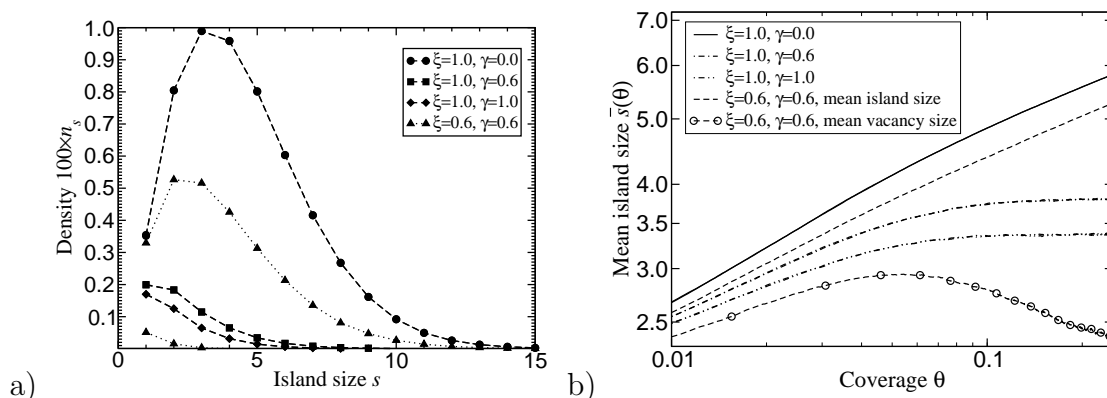 1.0
0.9
0.8
0.7
0.6
0.5
0.4
0.3
0.2
0.1
Density 100×n_s
ξ=1.0, γ=0.0
ξ=1.0, γ=0.6
ξ=1.0, γ=1.0
ξ=0.6, γ=0.6
0 5 10 15
Island size s
a)
7.0
6.0
5.0
4.0
3.5
3.0
2.5
Mean island size s̄(θ)
ξ=1.0, γ=0.0
ξ=1.0, γ=0.6
ξ=1.0, γ=1.0
ξ=0.6, γ=0.6, mean island size
ξ=0.6, γ=0.6, mean vacancy size
0.01 0.1
Coverage θ
b)